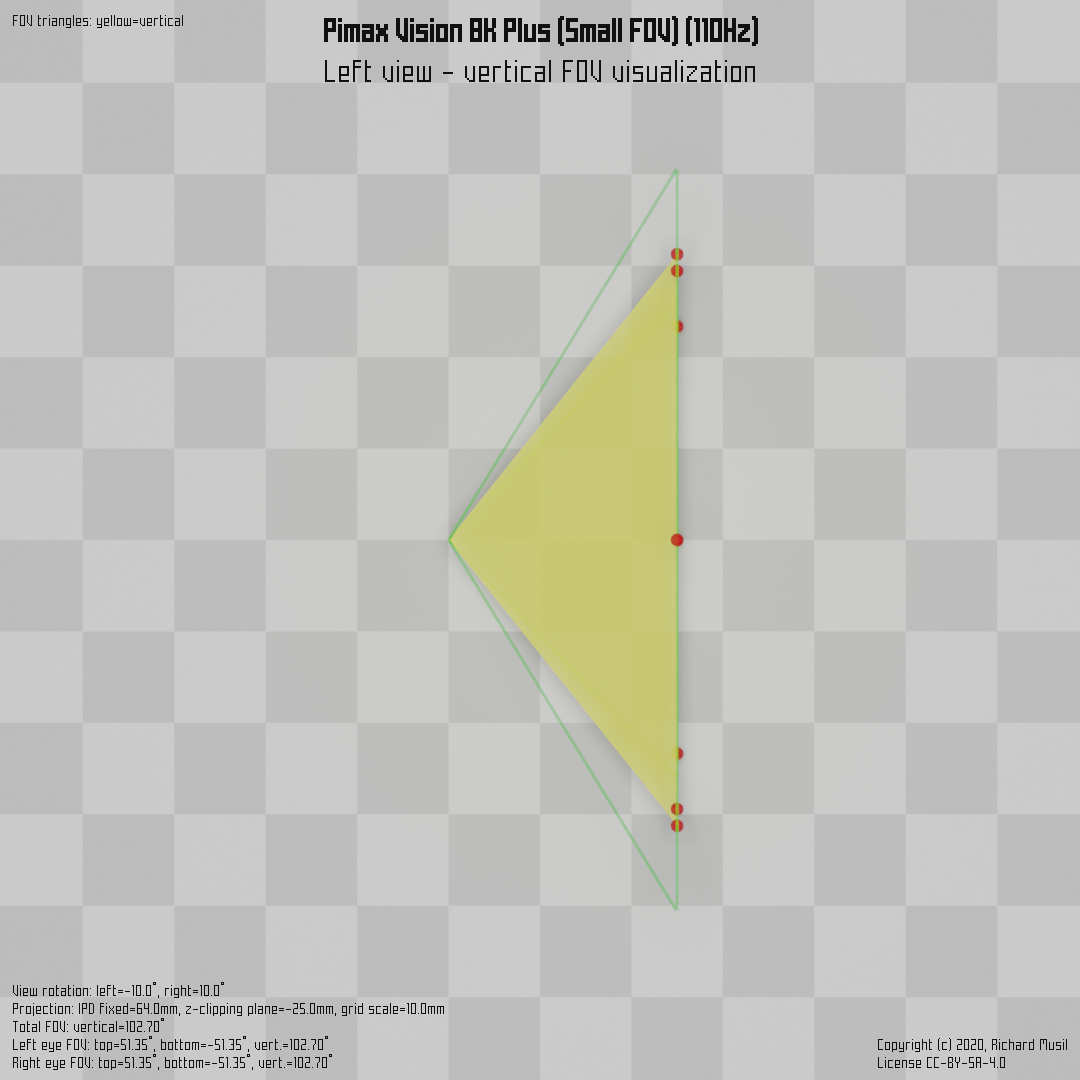 FOV triangles: yellow=vertical
Pimax Vision 8K Plus (Small FOV) (110Hz)
Left view - vertical FOV visualization
View rotation: left=-10.0°, right=10.0°
Projection: IPD fixed=64.0mm, z-clipping plane=-25.0mm, grid scale=10.0mm
Total FOV: vertical=102.70°
Left eye FOV: top=51.35°, bottom=-51.35°, vert.=102.70°
Right eye FOV: top=51.35°, bottom=-51.35°, vert.=102.70°
Copyright (c) 2020, Richard Musil
License CC-BY-SA-4.0